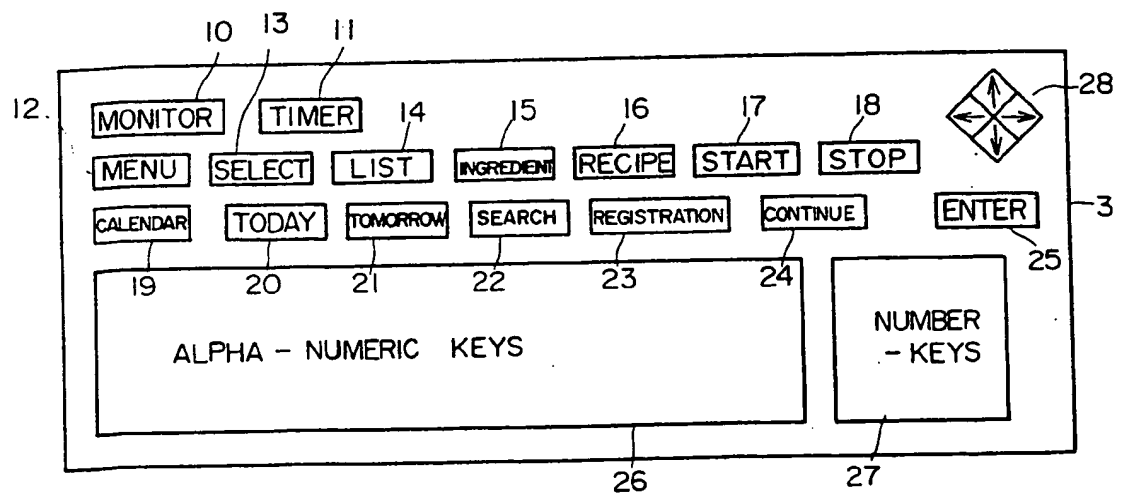 10 13 11
12. MONITOR TIMER 14 15 16 17 18 28
MENU SELECT LIST INGREDIENT RECIPE START STOP
CALENDAR TODAY TOMORROW SEARCH REGISTRATION CONTINUE ENTER 3
19 20 21 22 23 24 25
ALPHA - NUMERIC KEYS
NUMBER
- KEYS
26 27